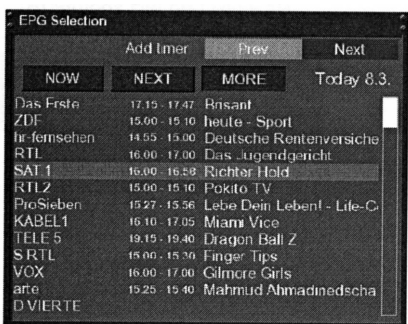 EPG Selection
Add timer Prev Next
NOW NEXT MORE Today 8.3.
Das Erste 17.15 - 17.47 Brisant
ZDF 15.00 - 15.10 heute - Sport
hr-fernsehen 14.55 - 15.00 Deutsche Rentenversiche
RTL 16.00 - 17.00 Das Jugendgericht
SAT.1 16.00 - 16.58 Richter Hold
RTL2 15.00 - 15.10 Pokito TV
ProSieben 15.27 - 15.56 Lebe Dein Leben! - Life-C
KABEL1 16.10 - 17.05 Miami Vice
TELE 5 19.15 - 19.40 Dragon Ball Z
S RTL 15.00 - 15.30 Finger Tips
VOX 16.00 - 17.00 Gilmore Girls
arte 15.25 - 15.40 Mahmud Ahmadinedscha
D VIERTE